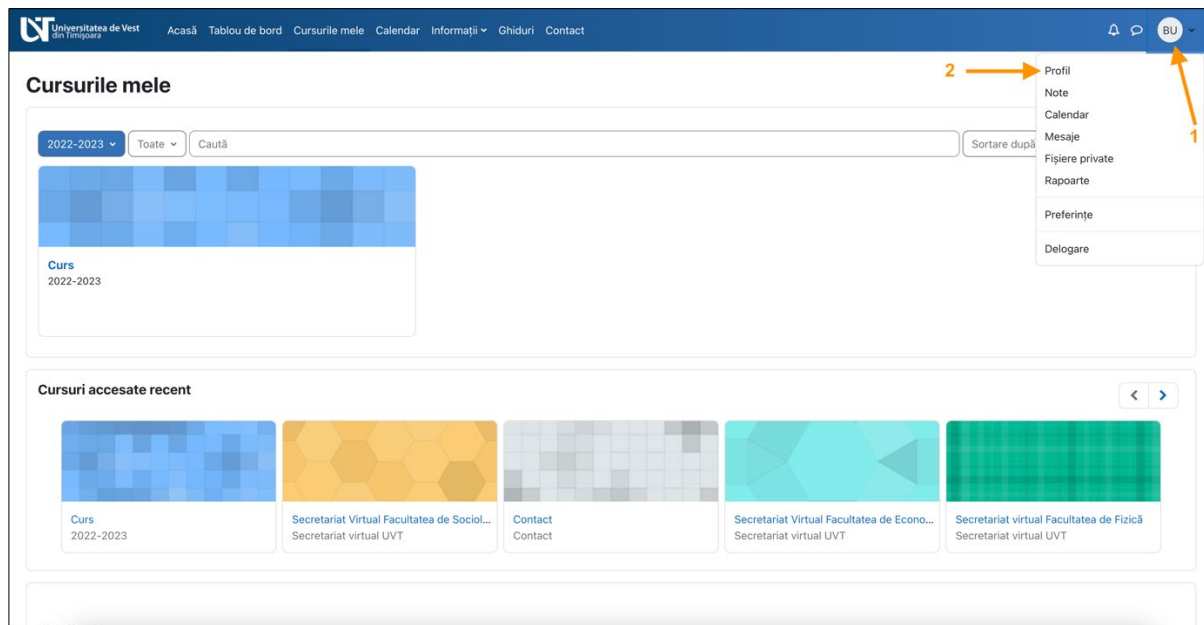 Universitatea de Vest
din Timișoara
Acasă Tablou de bord Cursurile mele Calendar Informații Ghiduri Contact
BU
Cursurile mele
2
1
Profil
Note
Calendar
Mesaje
Fișiere private
Rapoarte
Preferințe
Delogare
2022-2023 Toate Caută Sortare după
Curs
2022-2023
Cursuri accesate recent
Curs
2022-2023
Secretariat Virtual Facultatea de Sociol...
Secretariat virtual UVT
Contact
Contact
Secretariat Virtual Facultatea de Econo...
Secretariat virtual UVT
Secretariat virtual Facultatea de Fizică
Secretariat virtual UVT